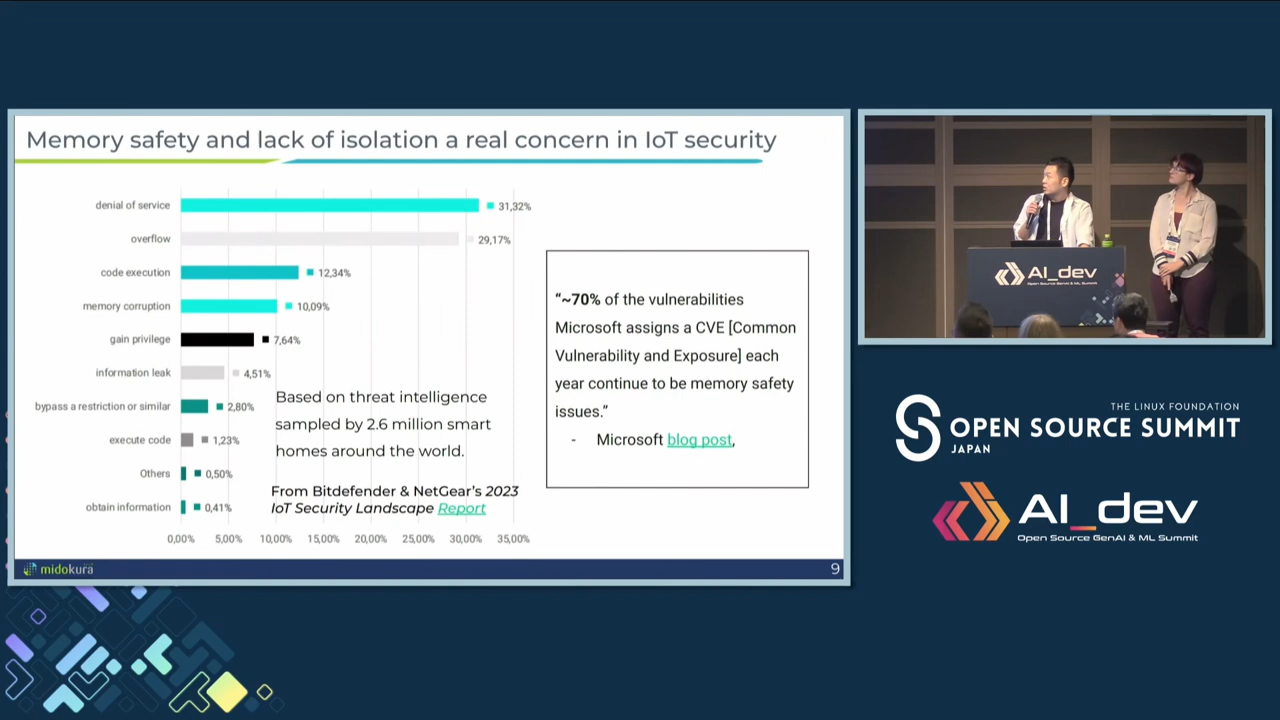 Memory safety and lack of isolation a real concern in IoT security
denial of service 31,32%
overflow 29,17%
code execution 12,34%
memory corruption 10,09%
gain privilege 7,64%
information leak 4,51%
bypass a restriction or similar 2,80%
execute code 1,23%
Others 0,50%
obtain information 0,41%
0,00% 5,00% 10,00% 15,00% 20,00% 25,00% 30,00% 35,00%
Based on threat intelligence
sampled by 2.6 million smart
homes around the world.
From Bitdefender & NetGear’s 2023
IoT Security Landscape Report
“~70% of the vulnerabilities
Microsoft assigns a CVE [Common
Vulnerability and Exposure] each
year continue to be memory safety
issues.”
- Microsoft blog post,
midokura
9
AI_dev
Open Source GenAI & ML Summit
THE LINUX FOUNDATION
OPEN SOURCE SUMMIT
JAPAN
AI_dev
Open Source GenAI & ML Summit